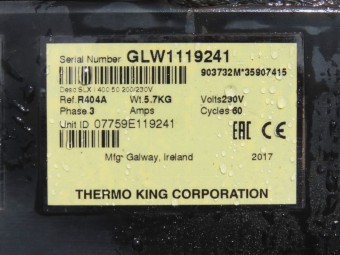 Serial Number GLW1119241
903732M*35907415
Desc SLX i 400 50 200/230V
Ref. R404A Wt. 5.7KG Volts 230V
Phase 3 Amps Cycles 60
Unit ID 07759E119241
EAC CE
Mfg. Galway, Ireland 2017
THERMO KING CORPORATION